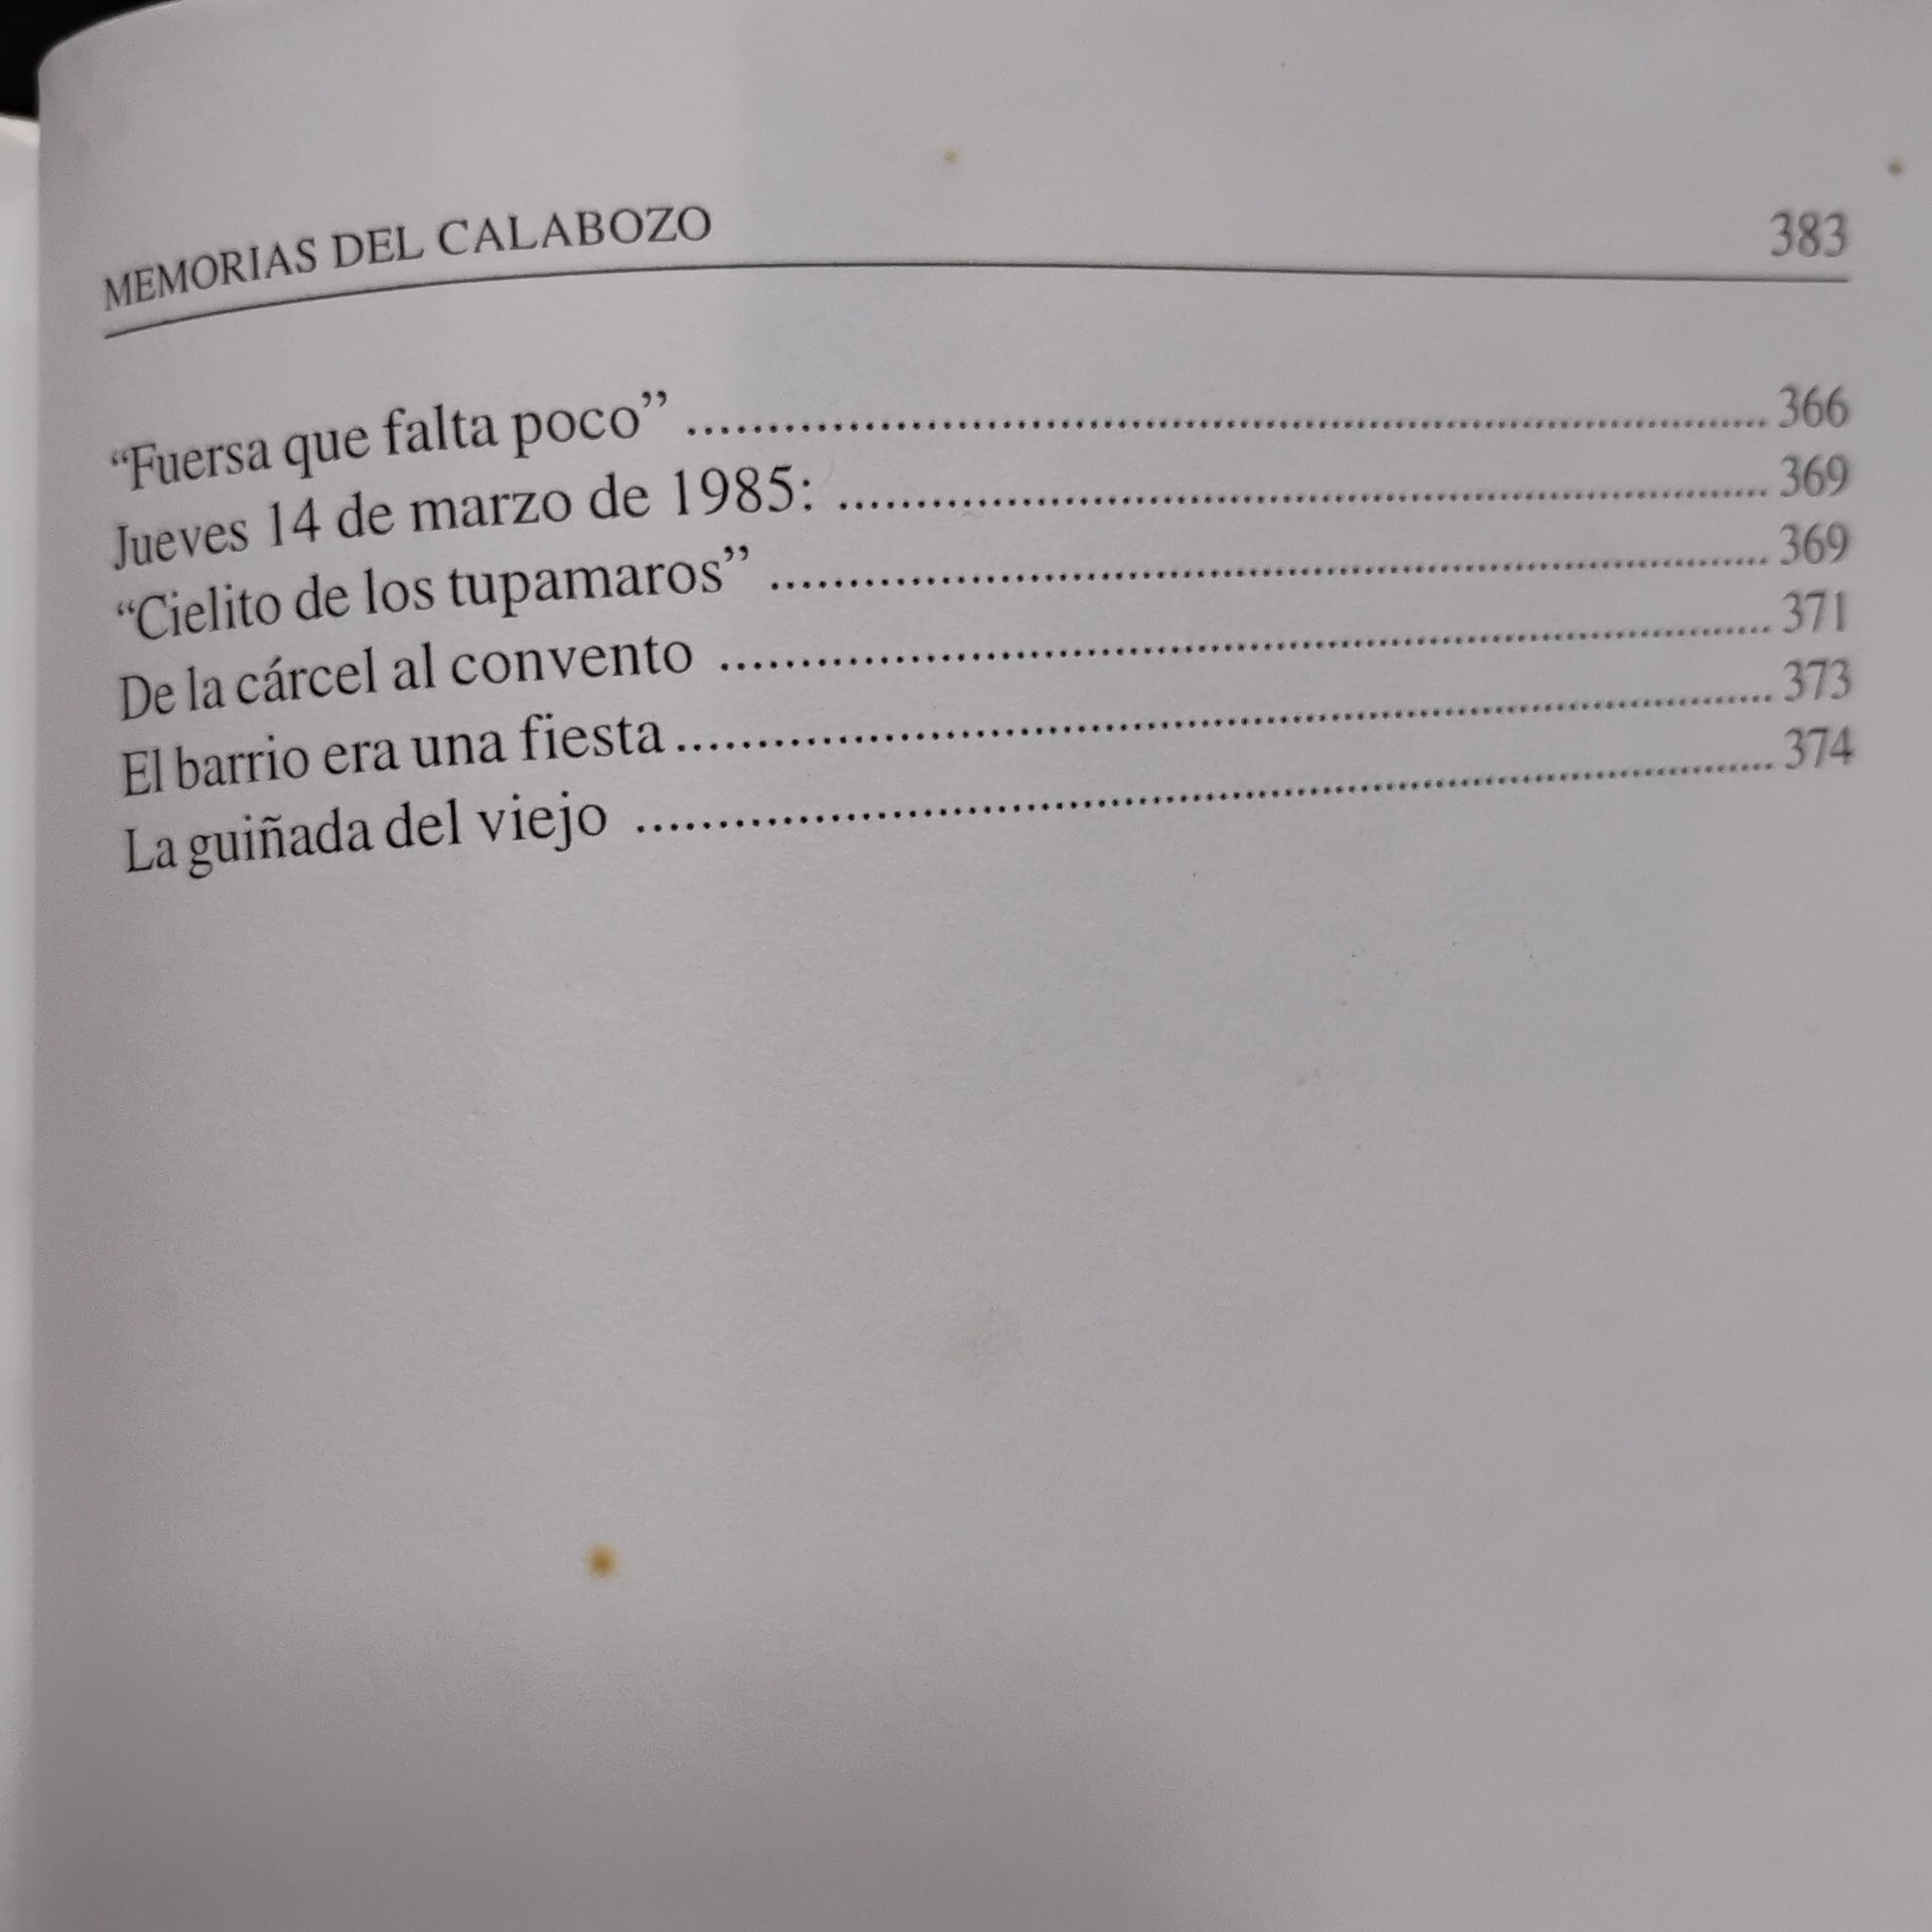 MEMORIAS DEL CALABOZO 383
“Fuersa que falta poco” ........................................ 366
Jueves 14 de marzo de 1985: ........................................ 369
“Cielito de los tupamaros” ........................................ 369
De la cárcel al convento ........................................ 371
El barrio era una fiesta ........................................ 373
La guiñada del viejo ........................................ 374